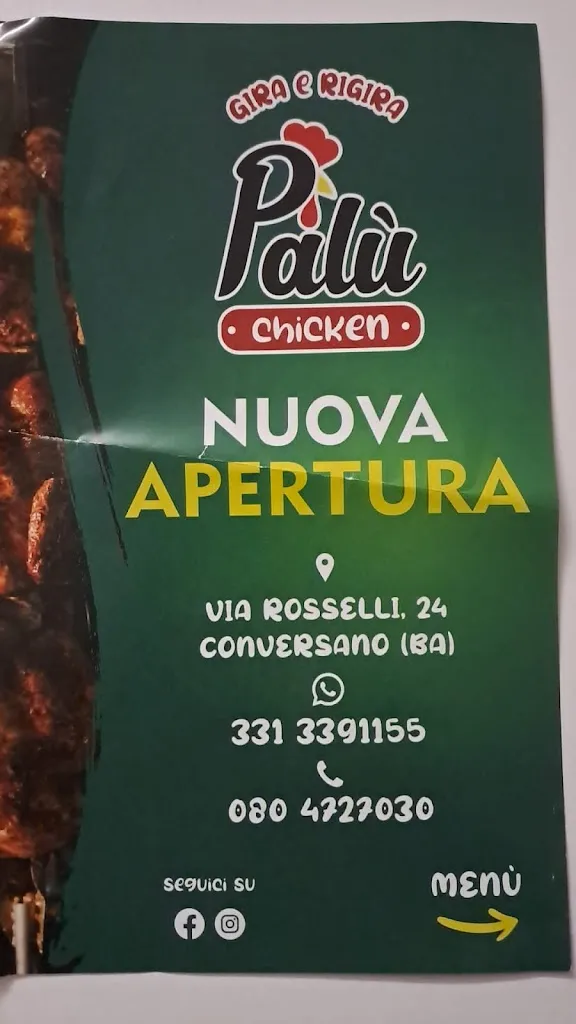 GIRA e RIGIRA
Palù
• chicken •
NUOVA
APERTURA
VIA ROSSELLI, 24
CONVERSANO (BA)
331 3391155
080 4727030
seguici su
MENÙ